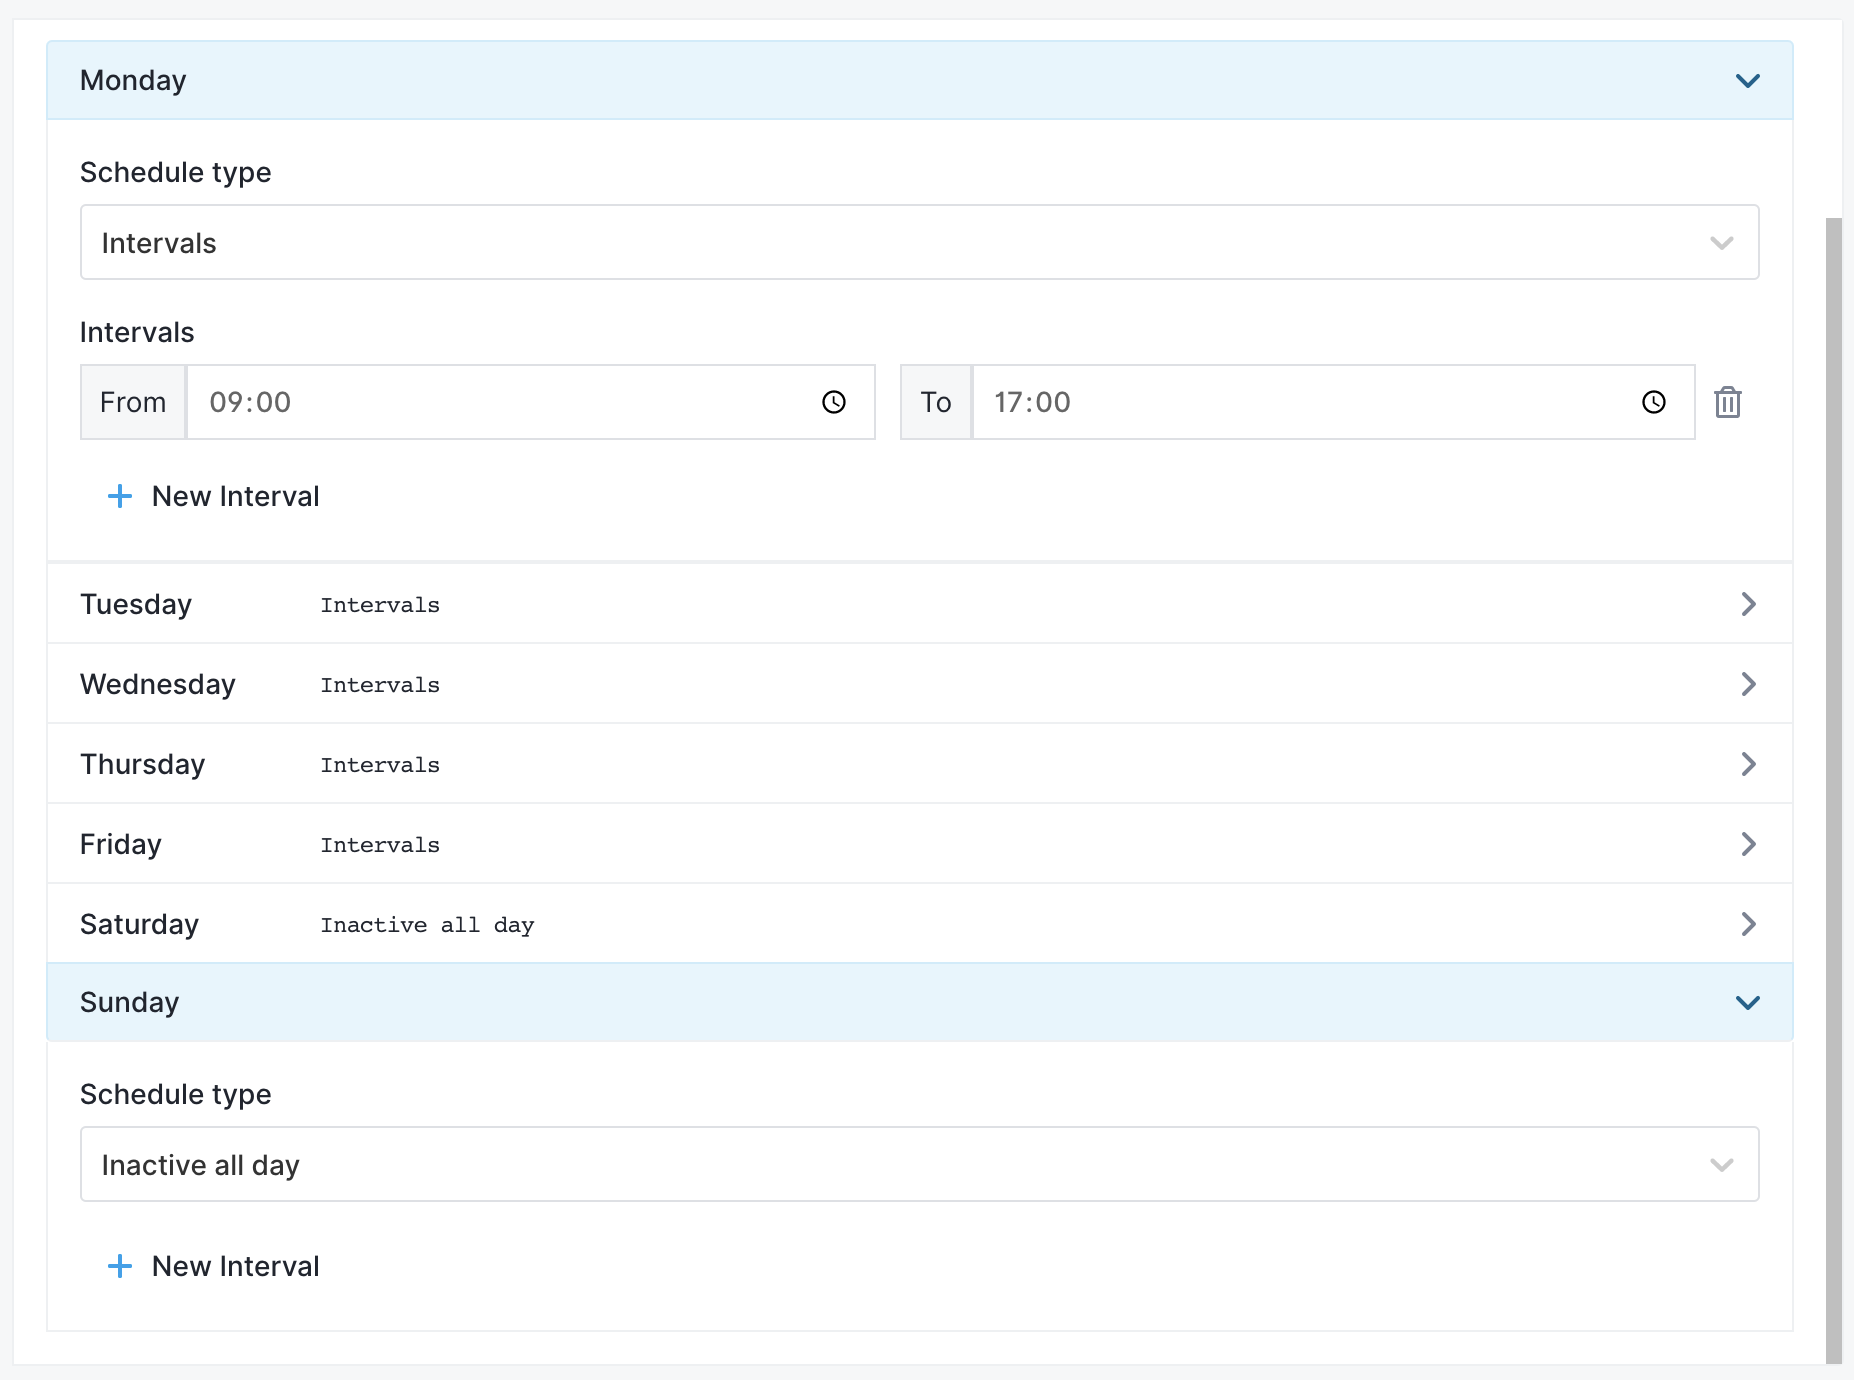 Monday
Schedule type
Intervals
Intervals
From 09:00 To 17:00
New Interval
Tuesday Intervals
Wednesday Intervals
Thursday Intervals
Friday Intervals
Saturday Inactive all day
Sunday
Schedule type
Inactive all day
New Interval